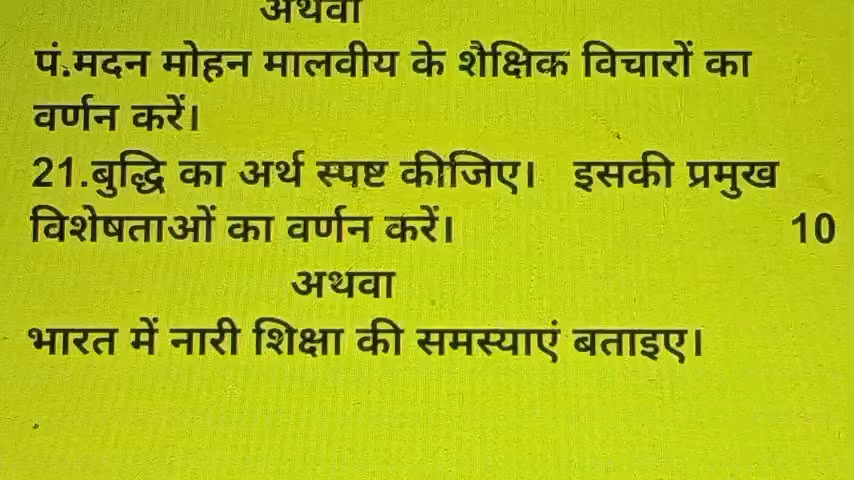 अथवा
पं.मदन मोहन मालवीय के शैक्षिक विचारों का
वर्णन करें।
21.बुद्धि का अर्थ स्पष्ट कीजिए। इसकी प्रमुख
विशेषताओं का वर्णन करें। 10
अथवा
भारत में नारी शिक्षा की समस्याएं बताइए।